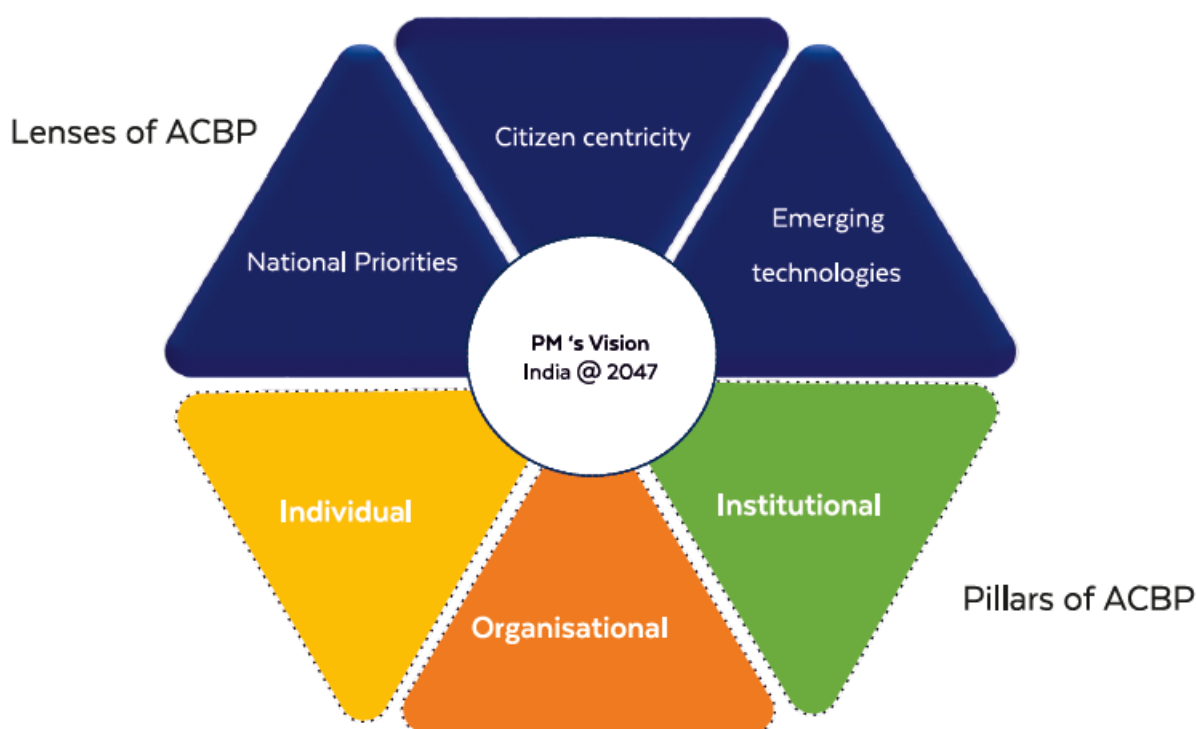 Lenses of ACBP
Citizen centricity
National Priorities
Emerging
technologies
PM ‘s Vision
India @ 2047
Individual
Institutional
Organisational
Pillars of ACBP